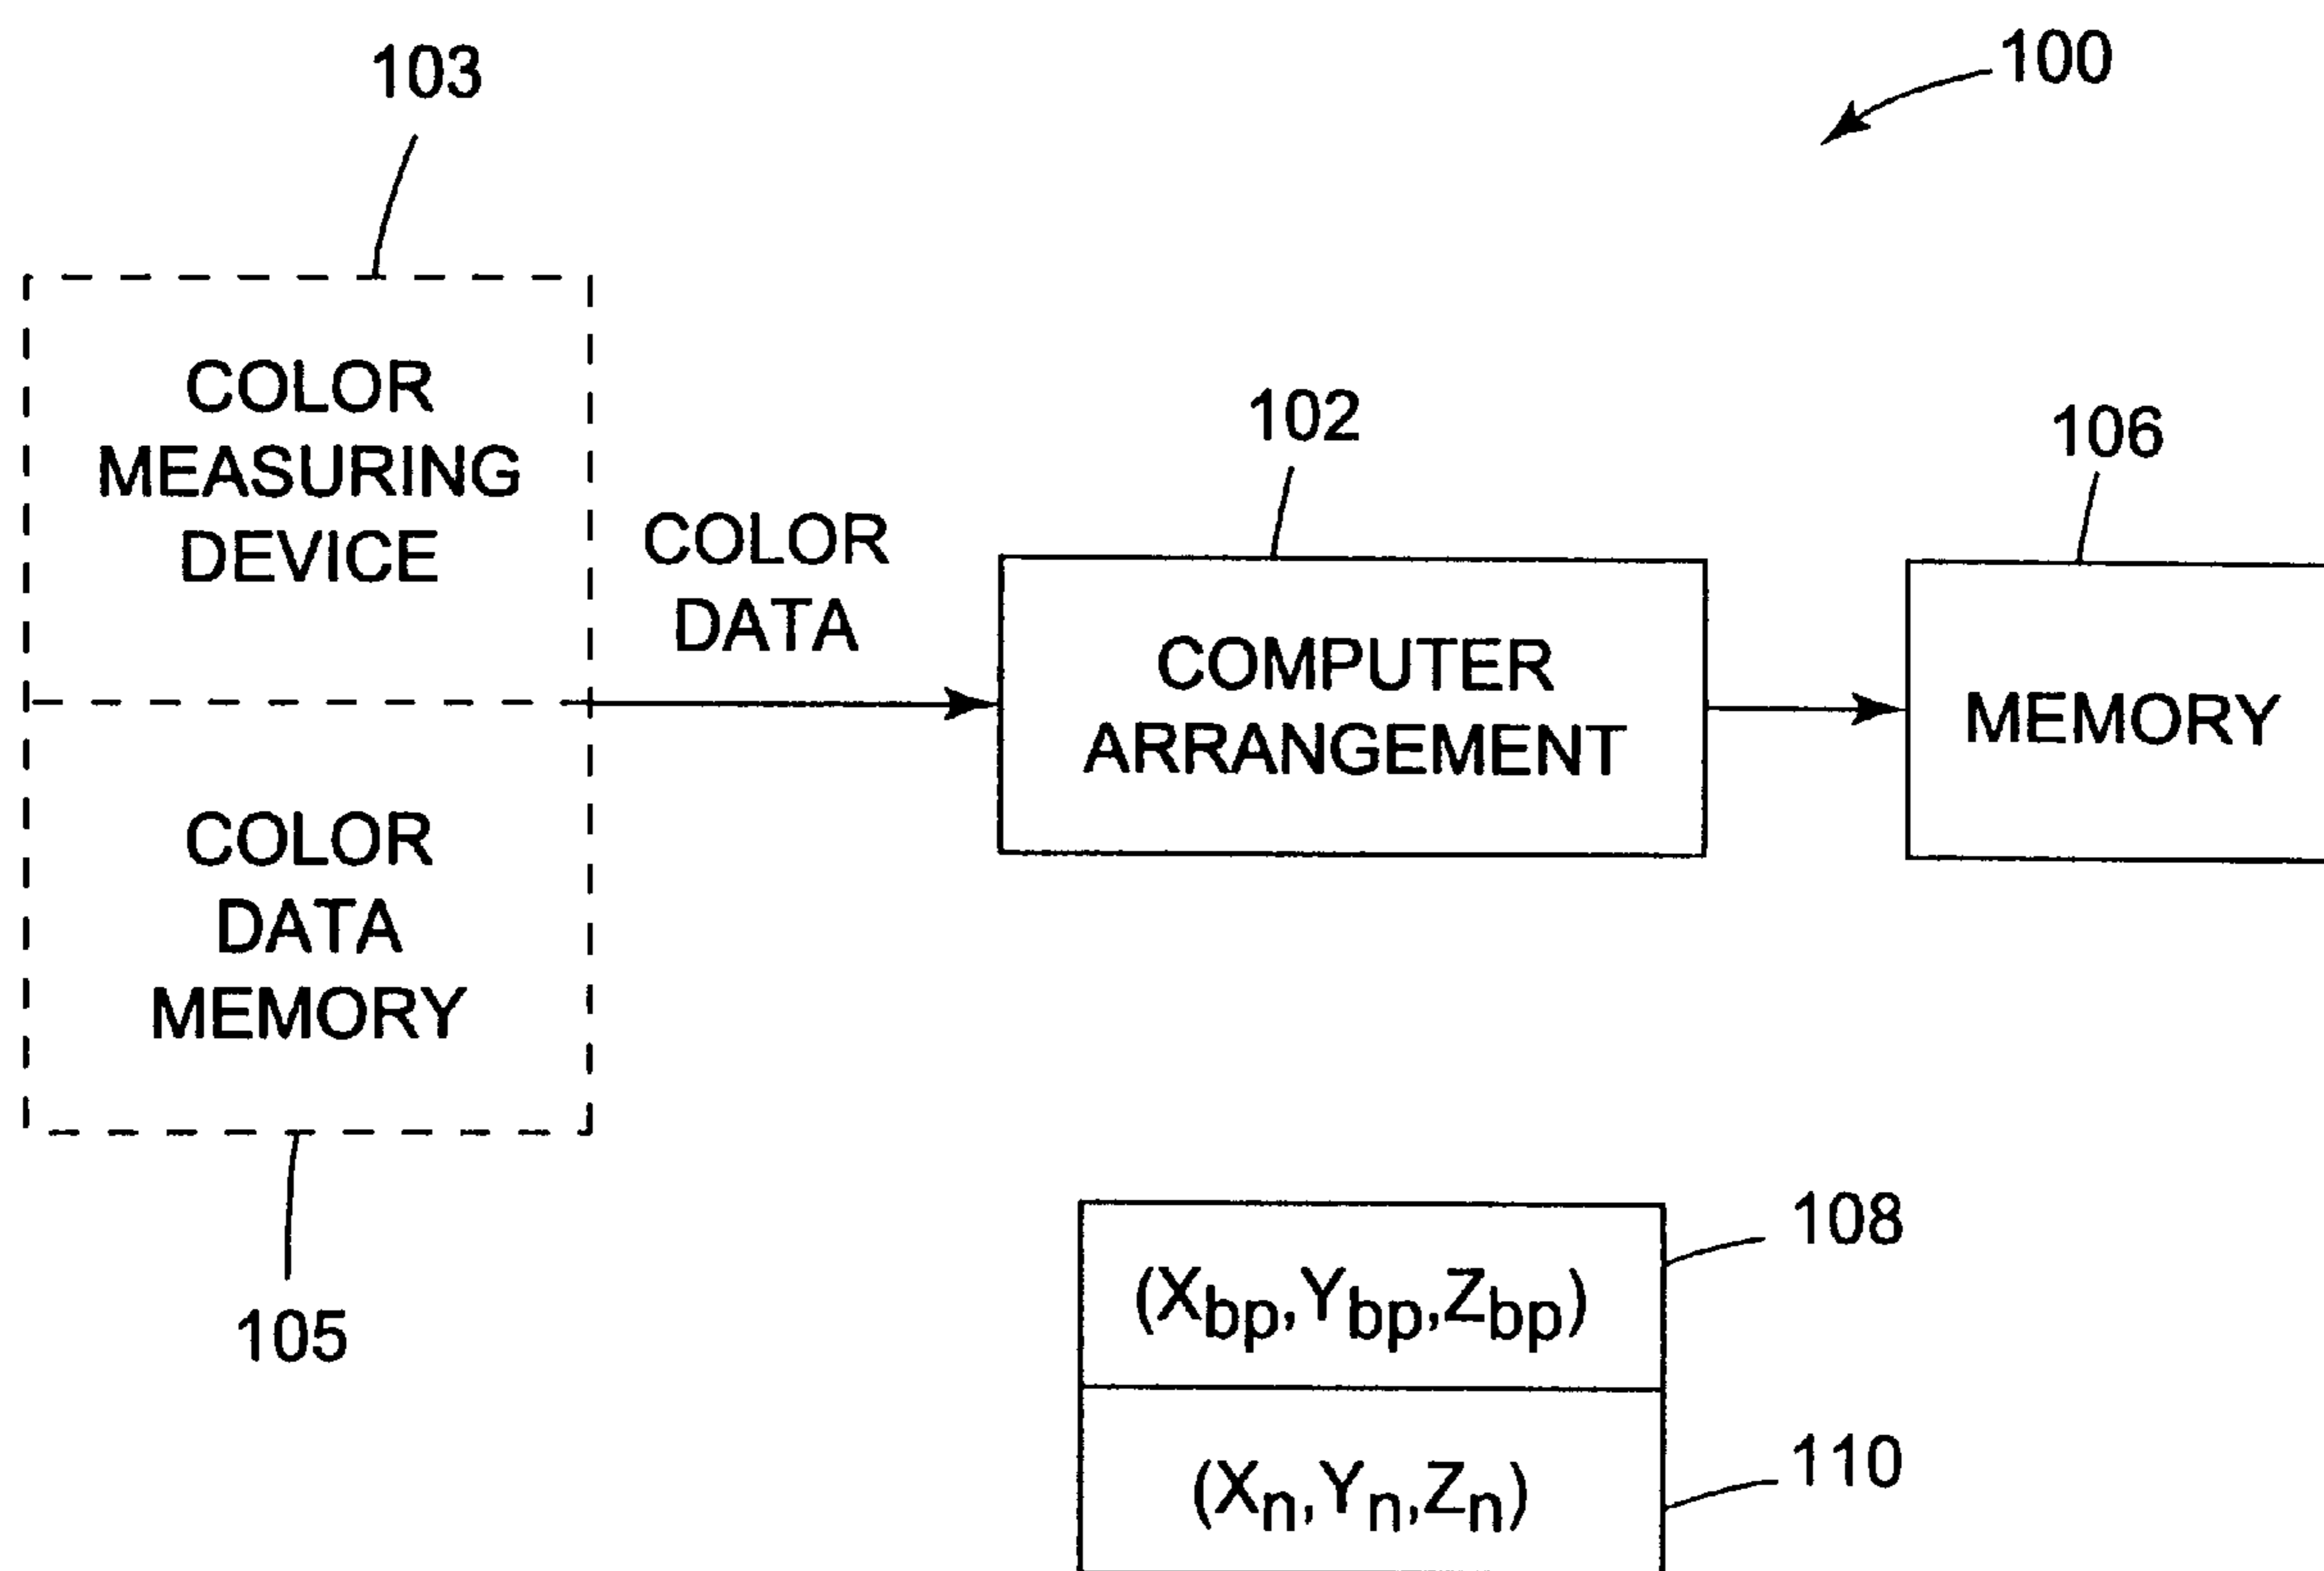 103
100
COLOR
MEASURING
DEVICE
COLOR
DATA
102
106
COMPUTER
ARRANGEMENT
MEMORY
COLOR
DATA
MEMORY
105
108
(Xbp,Ybp,Zbp)
110
(Xn,Yn,Zn)